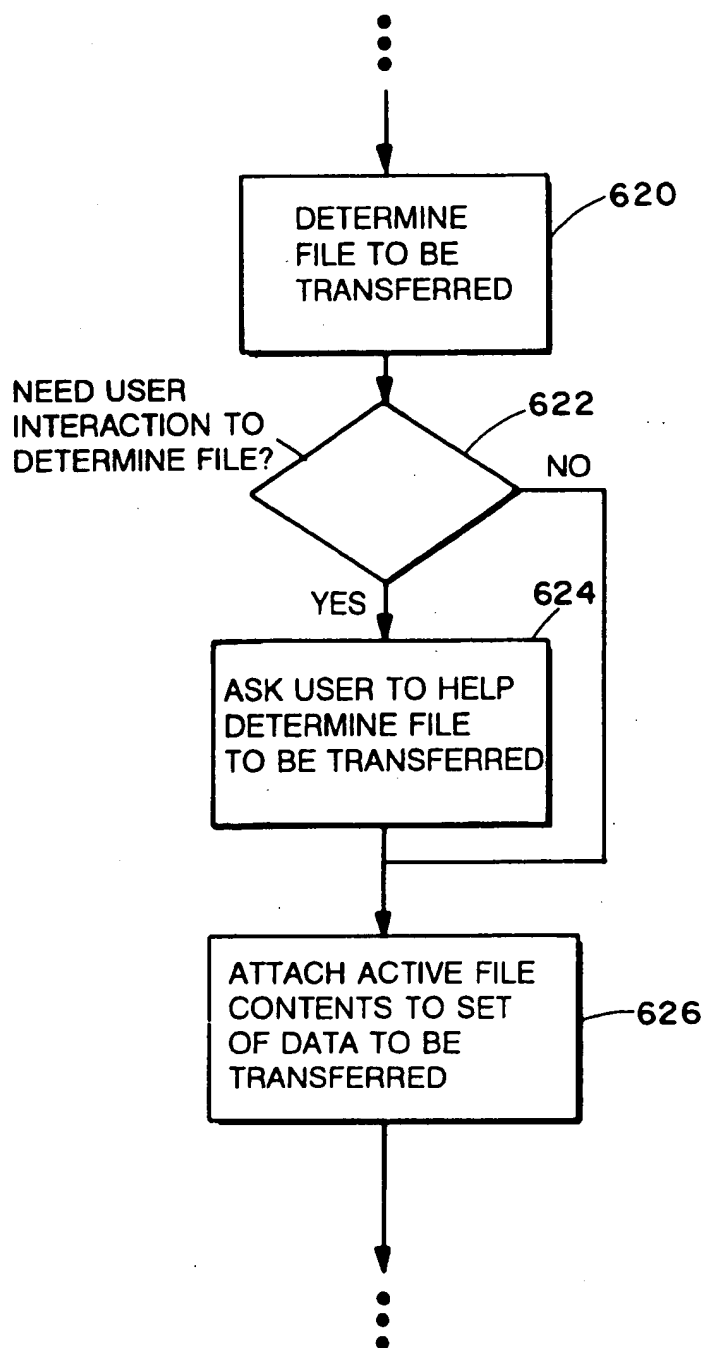 DETERMINE
FILE TO BE
TRANSFERRED
620
NEED USER
INTERACTION TO
DETERMINE FILE?
622
NO
YES
624
ASK USER TO HELP
DETERMINE FILE
TO BE TRANSFERRED
ATTACH ACTIVE FILE
CONTENTS TO SET
OF DATA TO BE
TRANSFERRED
626